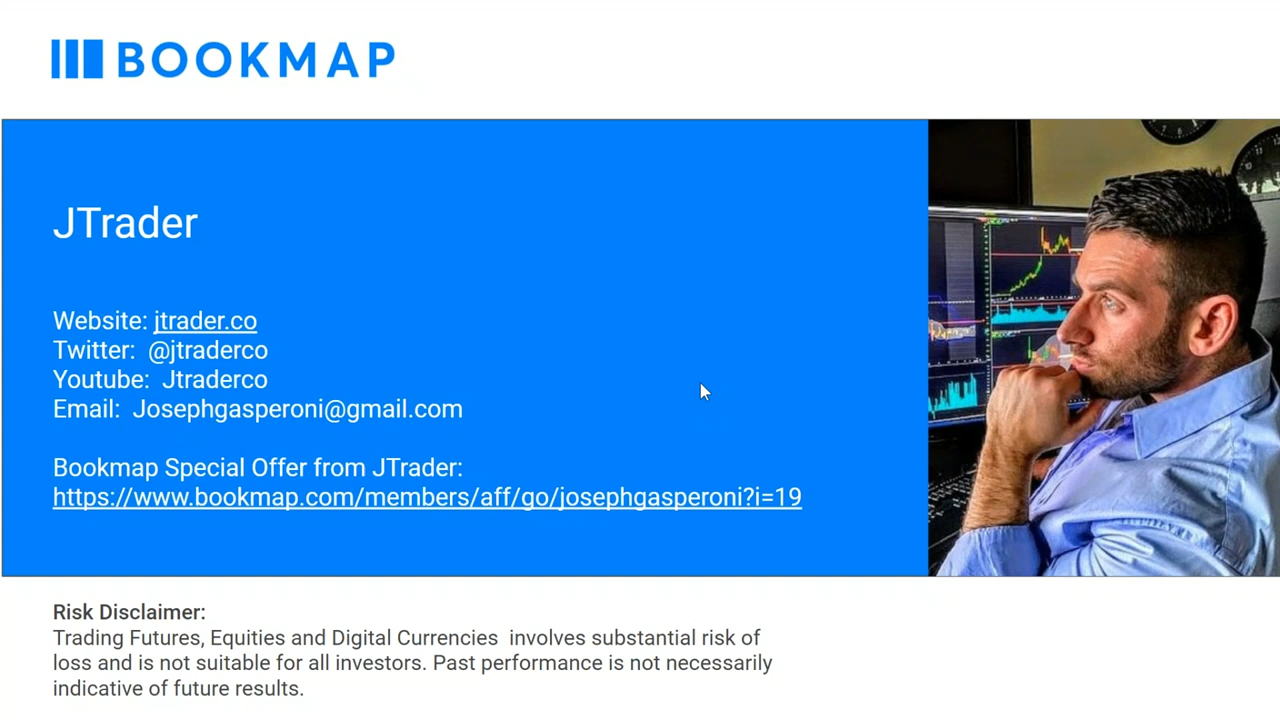 BOOKMAP
JTrader
Website: jtrader.co
Twitter: @jtraderco
Youtube: Jtraderco
Email: Josephgasperoni@gmail.com
Bookmap Special Offer from JTrader:
https://www.bookmap.com/members/aff/go/josephgasperoni?i=19
Risk Disclaimer:
Trading Futures, Equities and Digital Currencies involves substantial risk of
loss and is not suitable for all investors. Past performance is not necessarily
indicative of future results.